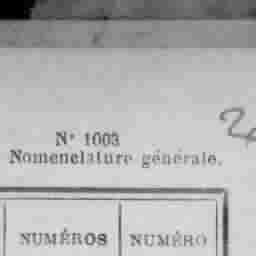 N° 1003
Nomenclature générale.
NUMÉROS NUMÉRO